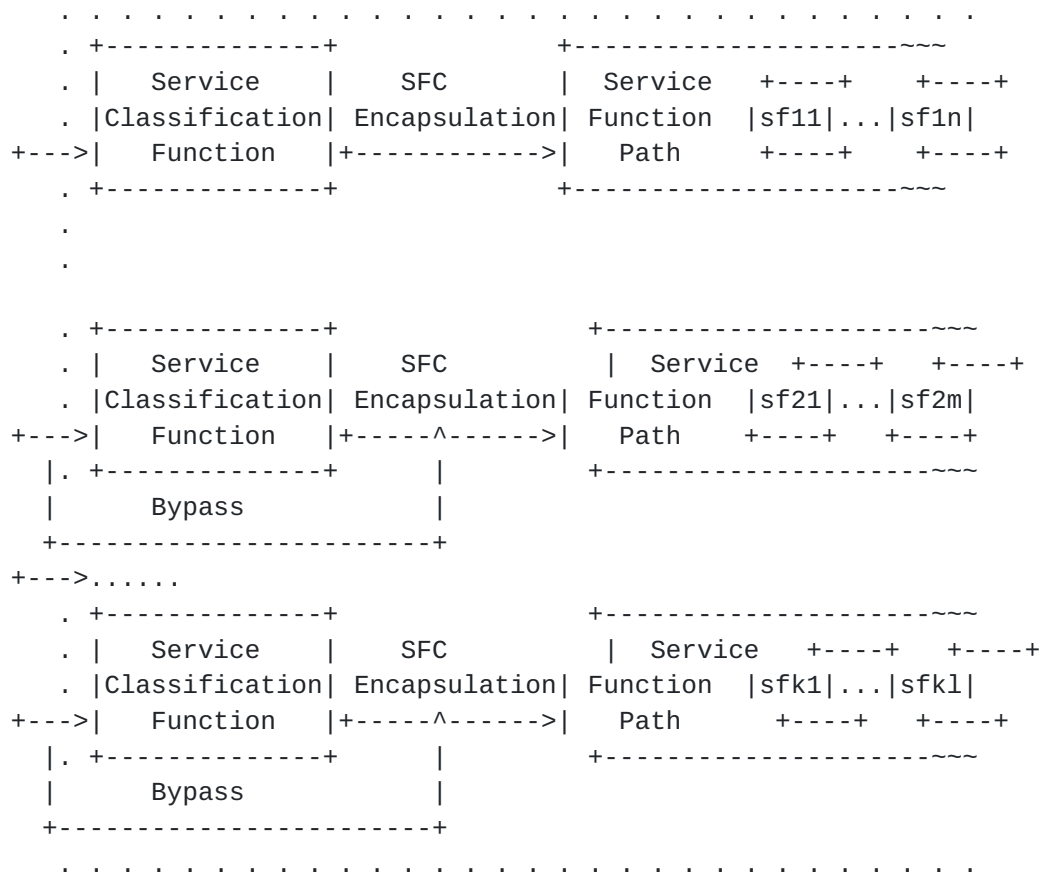 . . . . . . . . . . . . . . . . . . . . . . . . . . . . . .
   . +--------------+               +---------------------~~~
   . |   Service    |    SFC        |  Service   +----+    +----+
   . |Classification| Encapsulation| Function  |sf11|...|sf1n|
+--->|   Function   |+------------>|   Path     +----+    +----+
   . +--------------+               +---------------------~~~
   .
   .
   . +--------------+                 +---------------------~~~
   . |   Service    |    SFC          |  Service  +----+   +----+
   . |Classification| Encapsulation| Function  |sf21|...|sf2m|
+--->|   Function   |+-----^------>|   Path    +----+   +----+
  |. +--------------+      |         +---------------------~~~
  |      Bypass            |
  +------------------------+
+--->......
   . +--------------+                 +---------------------~~~
   . |   Service    |    SFC          |  Service   +----+   +----+
   . |Classification| Encapsulation| Function  |sfk1|...|sfkl|
+--->|   Function   |+-----^------>|   Path      +----+   +----+
  |. +--------------+      |         +---------------------~~~
  |      Bypass            |
  +------------------------+
   . . . . . . . . . . . . . . . . . . . . . . . . . . . . . .